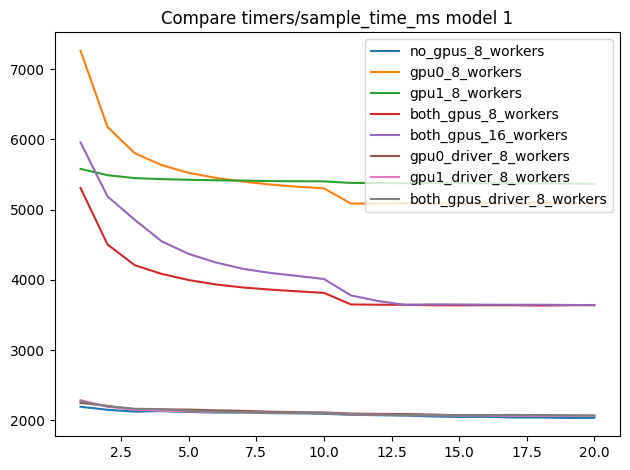 Compare timers/sample_time_ms model 1
no_gpus_8_workers
gpu0_8_workers
gpu1_8_workers
both_gpus_8_workers
both_gpus_16_workers
gpu0_driver_8_workers
gpu1_driver_8_workers
both_gpus_driver_8_workers
7000
6000
5000
4000
3000
2000
2.5 5.0 7.5 10.0 12.5 15.0 17.5 20.0